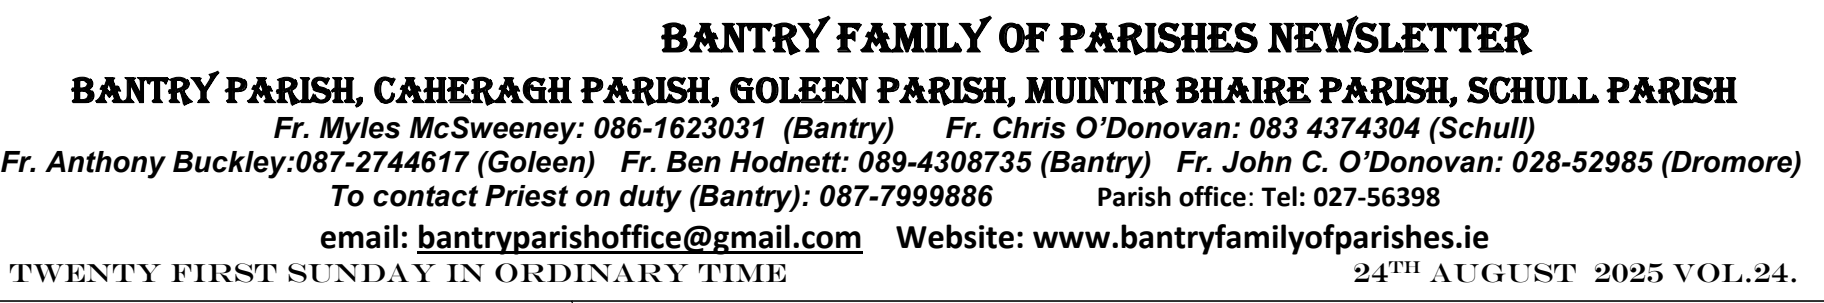 BANTRY FAMILY OF PARISHES NEWSLETTER
BANTRY PARISH, CAHERAGH PARISH, GOLEEN PARISH, MUINTIR BHAIRE PARISH, SCHULL PARISH
Fr. Myles McSweeney: 086-1623031 (Bantry) Fr. Chris O'Donovan: 083 4374304 (Schull)
Fr. Anthony Buckley:087-2744617 (Goleen) Fr. Ben Hodnett: 089-4308735 (Bantry) Fr. John C. O'Donovan: 028-52985 (Dromore)
To contact Priest on duty (Bantry): 087-7999886 Parish office: Tel: 027-56398
email: bantryparishoffice@gmail.com Website: www.bantryfamilyofparishes.ie
TWENTY FIRST SUNDAY IN ORDINARY TIME 24TH AUGUST 2025 VOL.24.